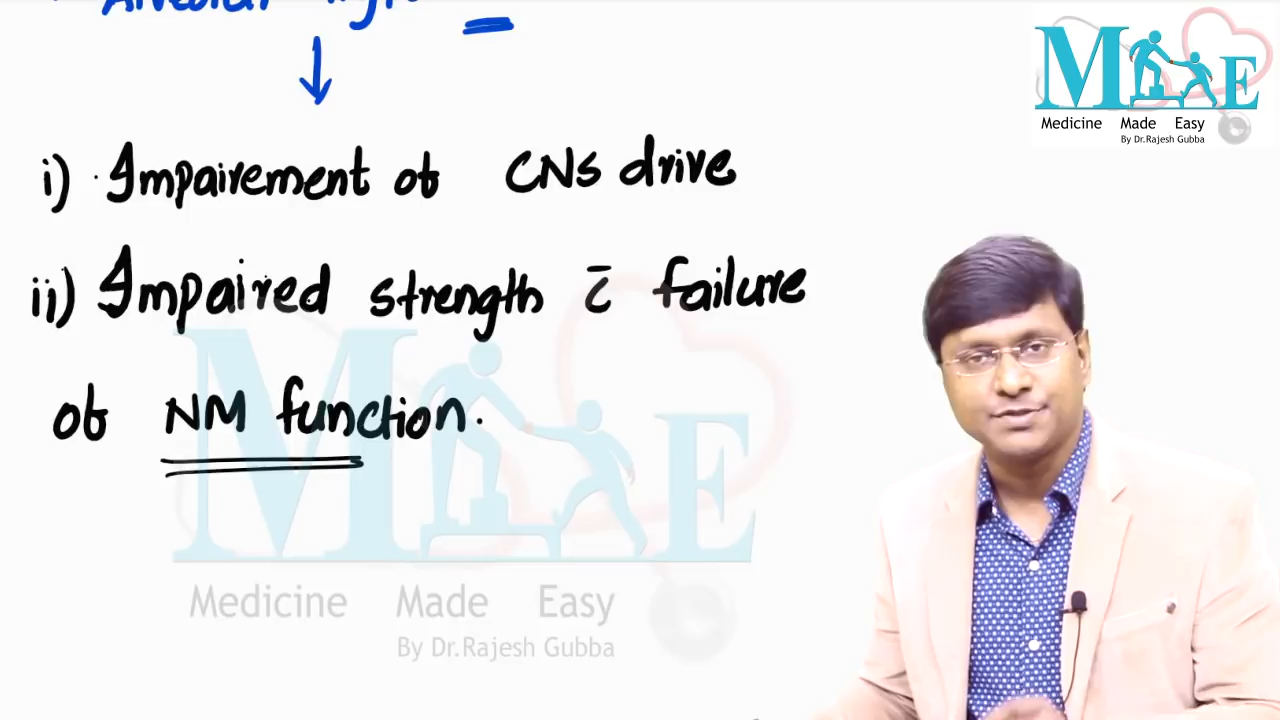 Alveolar
i) Impairement of CNS drive
ii) Impaired strength c̄ failure
of NM function.
M E
Medicine Made Easy
By Dr.Rajesh Gubba
M E
Medicine Made Easy
By Dr.Rajesh Gubba